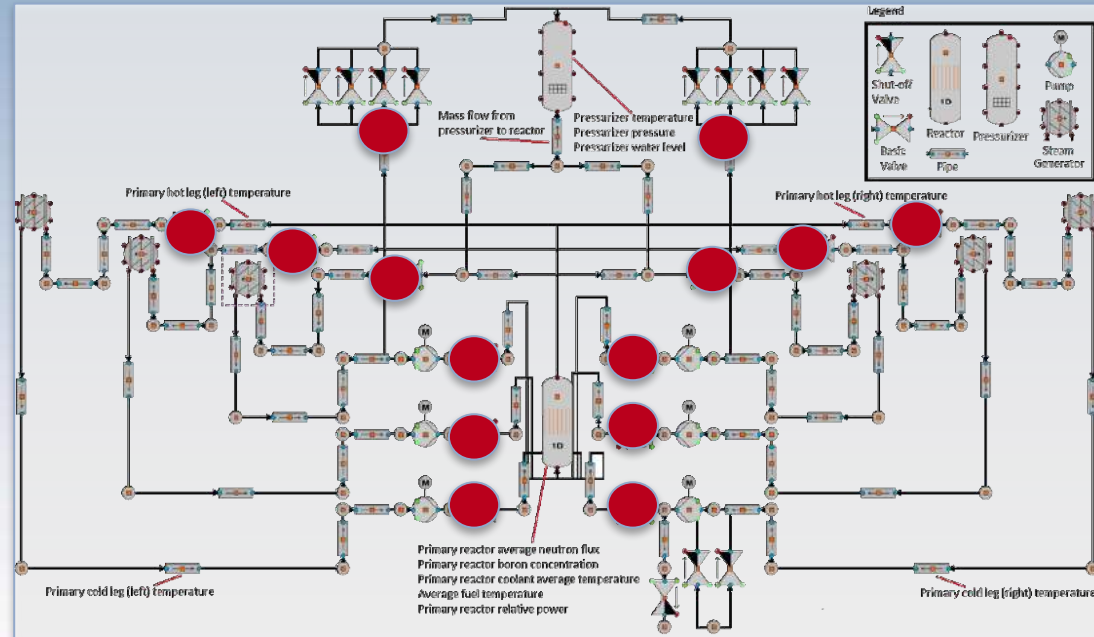 Legend
M
Shut-off
Valve
1D
Pump
Reactor
Pressurizer
Basic
Valve
Pipe
Steam
Generator
Mass flow from
pressurizer to reactor
Pressurizer temperature
Pressurizer pressure
Pressurizer water level
Primary hot leg (left) temperature
Primary hot leg (right) temperature
M
M
M
M
1D
M
M
Primary reactor average neutron flux
Primary reactor boron concentration
Primary reactor coolant average temperature
Average fuel temperature
Primary reactor relative power
Primary cold leg (left) temperature
Primary cold leg (right) temperature